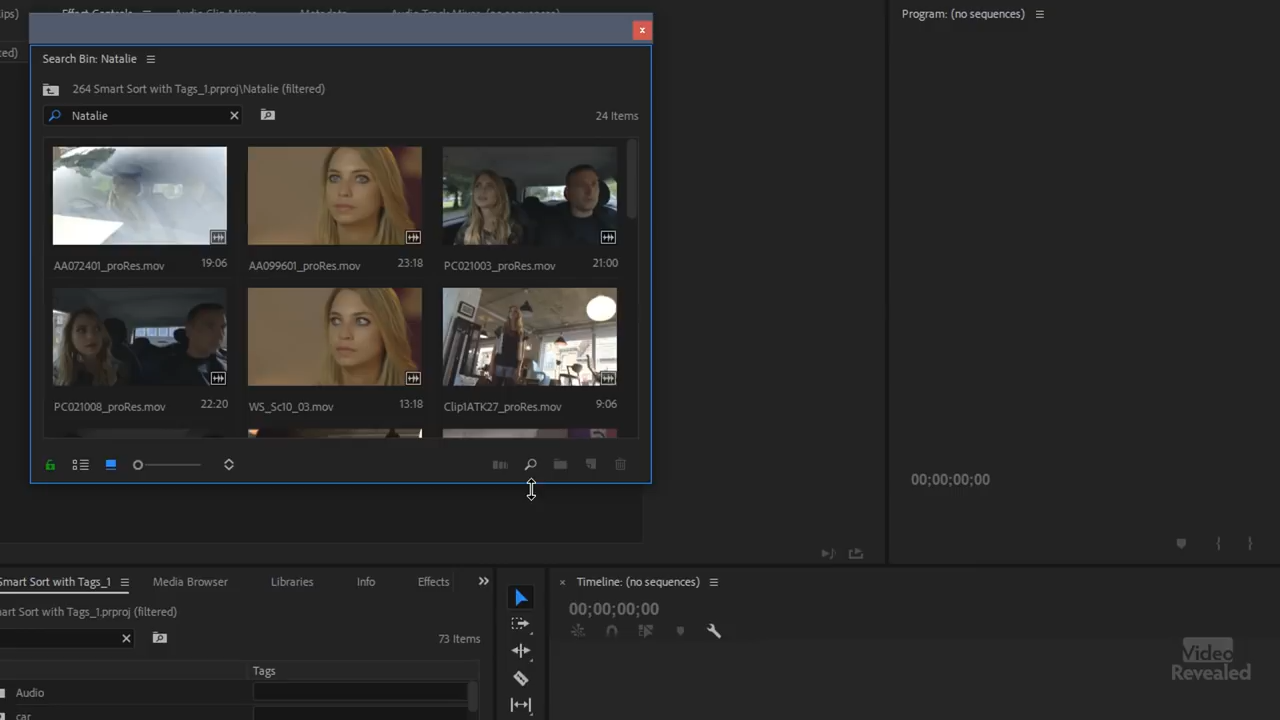 ips)
Effect Controls
Audio Clip Mixer
Metadata
Audio Track Mixer: (no sequences)
Program: (no sequences)
ed)
Search Bin: Natalie
264 Smart Sort with Tags_1.prproj\Natalie (filtered)
Natalie
24 Items
AA072401_proRes.mov
19:06
AA099601_proRes.mov
23:18
PC021003_proRes.mov
21:00
PC021008_proRes.mov
22:20
WS_Sc10_03.mov
13:18
Clip1ATK27_proRes.mov
9:06
00;00;00;00
Smart Sort with Tags_1
Media Browser
Libraries
Info
Effects
Timeline: (no sequences)
art Sort with Tags_1.prproj (filtered)
00;00;00;00
73 Items
Tags
Audio
car
Video
Revealed